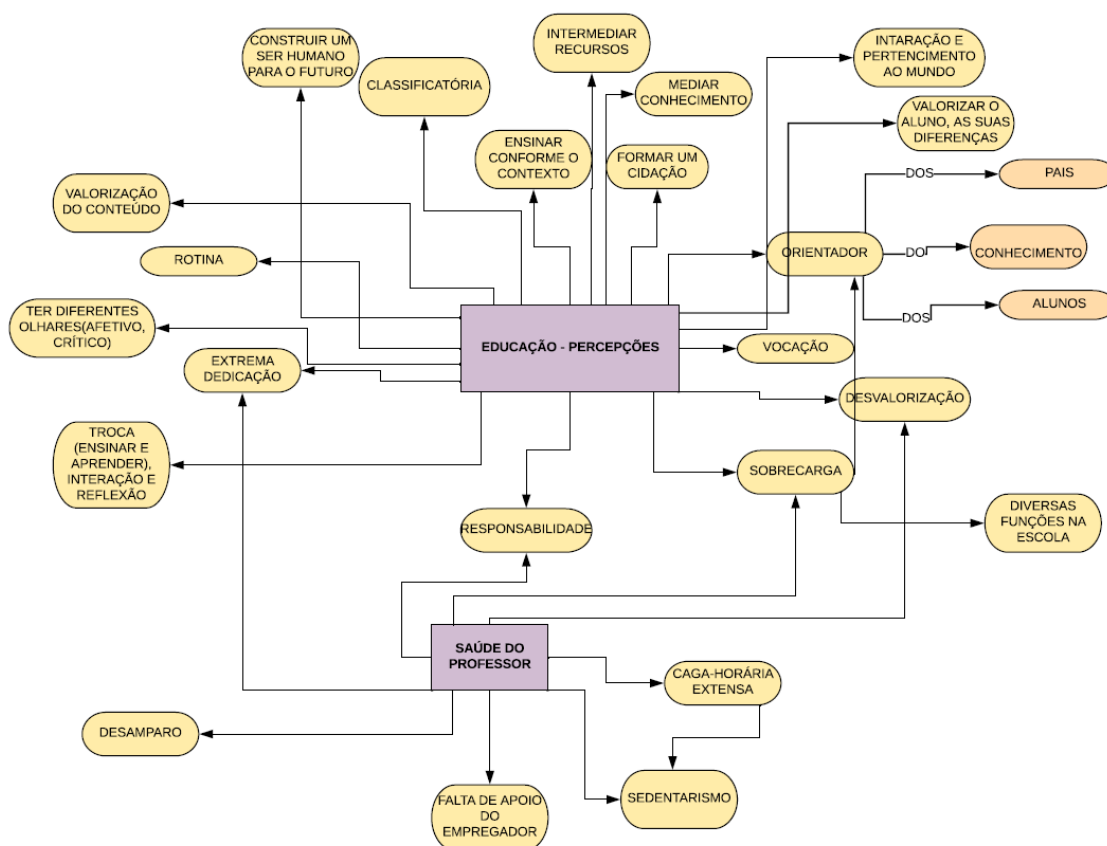 CONSTRUIR UM
SER HUMANO
PARA O FUTURO
CLASSIFICATÓRIA
INTERMEDIAR
RECURSOS
MEDIAR
CONHECIMENTO
INTARAÇÃO E
PERTENCIMENTO
AO MUNDO
VALORIZAR O
ALUNO, AS SUAS
DIFERENÇAS
ENSINAR
CONFORME O
CONTEXTO
FORMAR UM
CIDAÇÃO
VALORIZAÇÃO
DO CONTEÚDO
ROTINA
ORIENTADOR
DOS
PAIS
DO
CONHECIMENTO
DOS
ALUNOS
TER DIFERENTES
OLHARES(AFETIVO,
CRÍTICO)
EXTREMA
DEDICAÇÃO
EDUCAÇÃO - PERCEPÇÕES
VOCAÇÃO
DESVALORIZAÇÃO
TROCA
(ENSINAR E
APRENDER),
INTERAÇÃO E
REFLEXÃO
SOBRECARGA
RESPONSABILIDADE
DIVERSAS
FUNÇÕES NA
ESCOLA
SAÚDE DO
PROFESSOR
CAGA-HORÁRIA
EXTENSA
DESAMPARO
FALTA DE APOIO
DO
EMPREGADOR
SEDENTARISMO